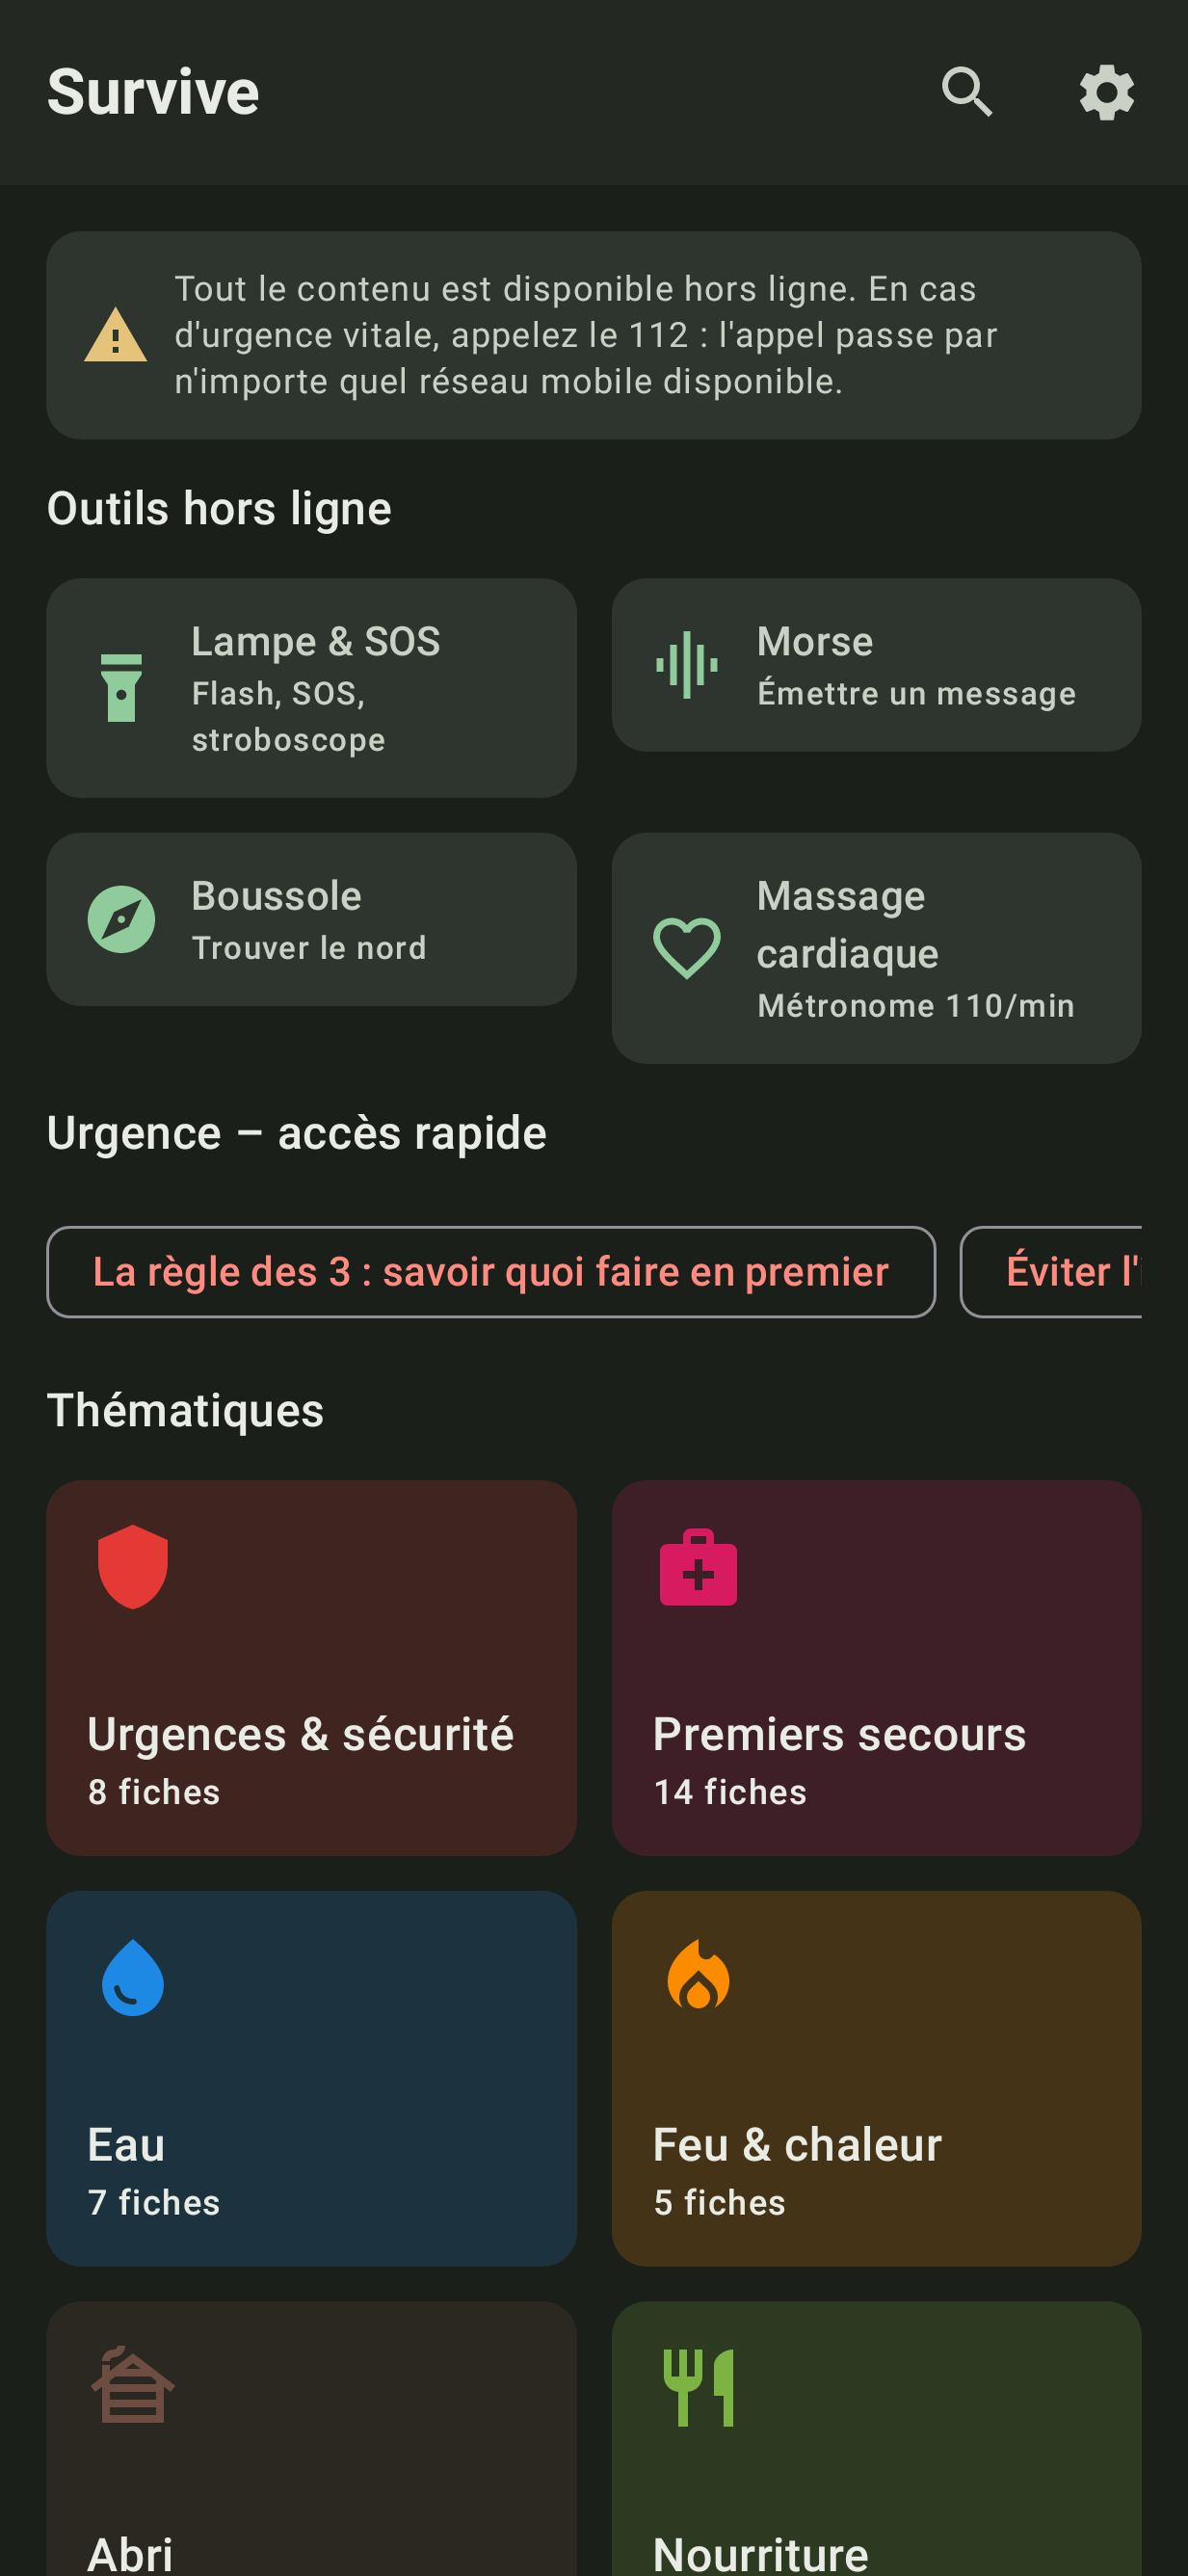 Survive
Tout le contenu est disponible hors ligne. En cas
d'urgence vitale, appelez le 112 : l'appel passe par
n'importe quel réseau mobile disponible.
Outils hors ligne
Lampe & SOS
Flash, SOS,
stroboscope
Morse
Émettre un message
Boussole
Trouver le nord
Massage
cardiaque
Métronome 110/min
Urgence – accès rapide
La règle des 3 : savoir quoi faire en premier
Éviter l'
Thématiques
Urgences & sécurité
8 fiches
Premiers secours
14 fiches
Eau
7 fiches
Feu & chaleur
5 fiches
Abri
Nourriture